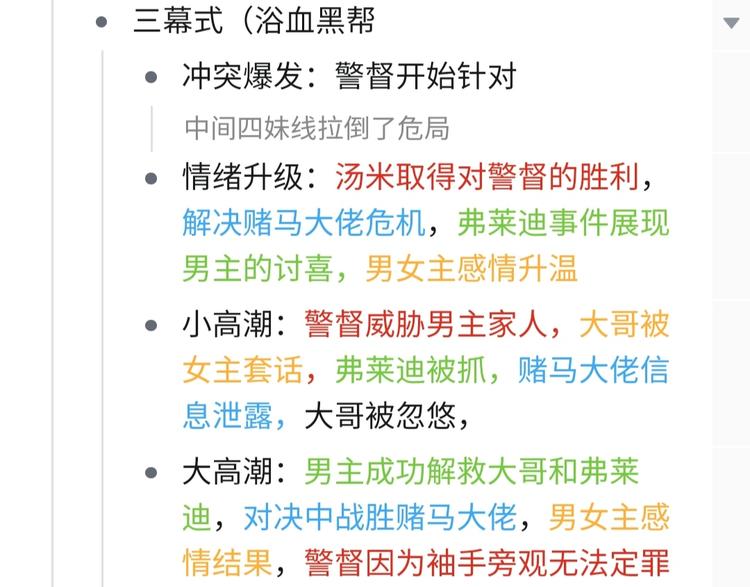 三幕式（浴血黑帮
冲突爆发：警督开始针对
中间四妹线拉倒了危局
情绪升级：汤米取得对警督的胜利，
解决赌马大佬危机，弗莱迪事件展现
男主的讨喜，男女主感情升温
小高潮：警督威胁男主家人，大哥被
女主套话，弗莱迪被抓，赌马大佬信
息泄露，大哥被忽悠，
大高潮：男主成功解救大哥和弗莱
迪，对决中战胜赌马大佬，男女主感
情结果，警督因为袖手旁观无法定罪